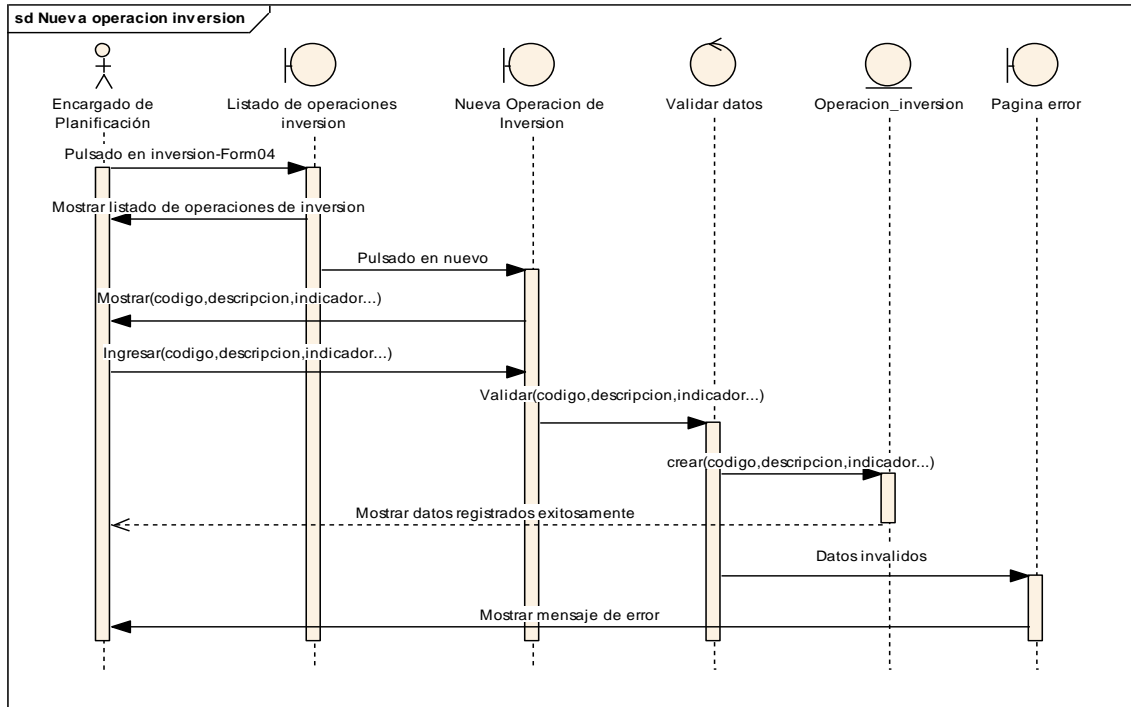 sd Nueva operacion inversion
Encargado de
Planificación
Listado de operaciones
inversion
Nueva Operacion de
Inversion
Validar datos
Operacion_inversion
Pagina error
Pulsado en inversion-Form04
Mostrar listado de operaciones de inversion
Pulsado en nuevo
Mostrar(codigo,descripcion,indicador...)
Ingresar(codigo,descripcion,indicador...)
Validar(codigo,descripcion,indicador...)
crear(codigo,descripcion,indicador...)
Mostrar datos registrados exitosamente
Datos invalidos
Mostrar mensaje de error